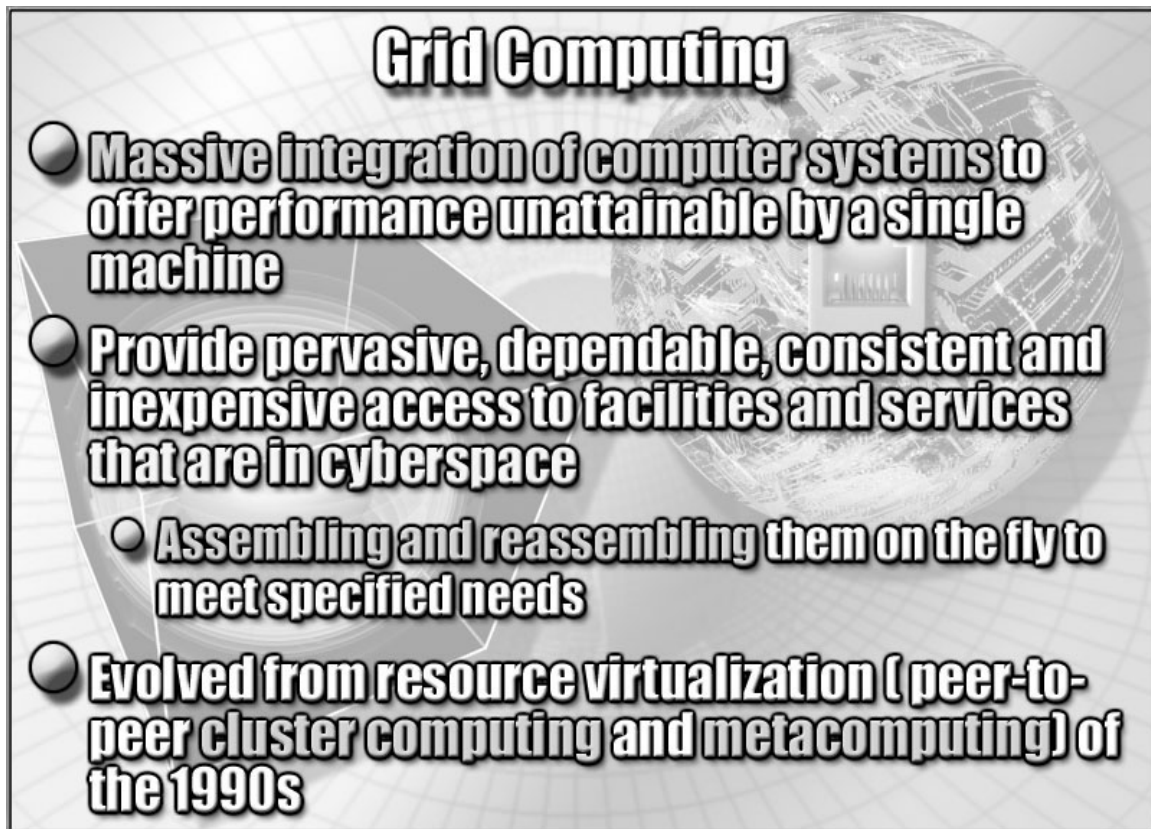 Grid Computing
Massive integration of computer systems to
offer performance unattainable by a single
machine
Provide pervasive, dependable, consistent and
inexpensive access to facilities and services
that are in cyberspace
Assembling and reassembling them on the fly to
meet specified needs
Evolved from resource virtualization ( peer-to-
peer cluster computing and metacomputing) of
the 1990s